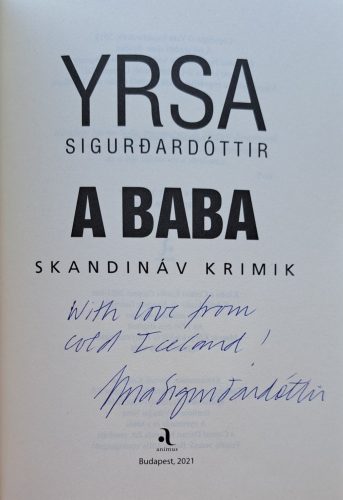 YRSA
SIGURÐARDÓTTIR
A BABA
SKANDINÁV KRIMIK
With love from
cold Iceland!
Yrsa Sigurðardóttir
animus
Budapest, 2021